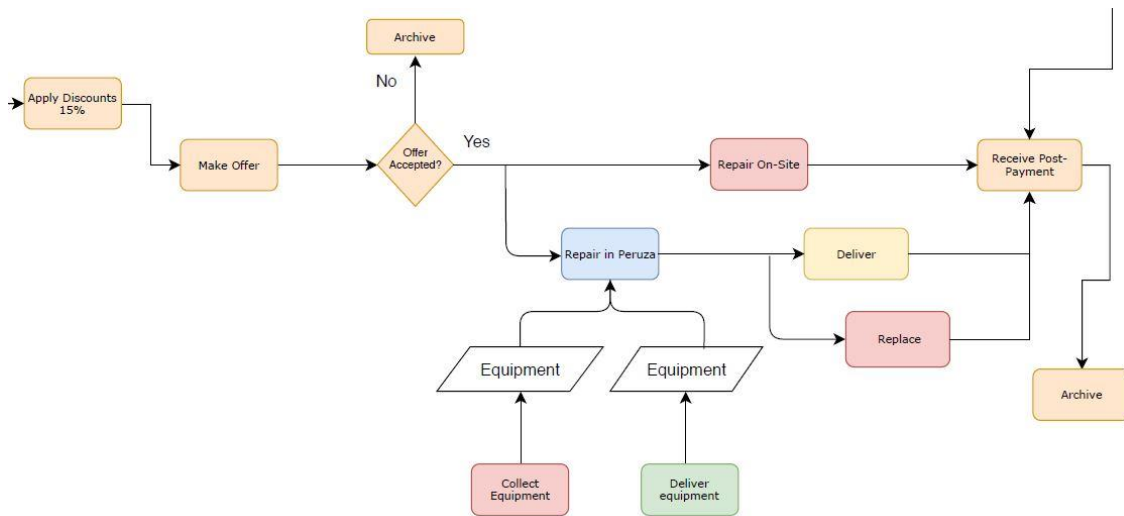 Archive
No
Apply Discounts
15%
Make Offer
Offer
Accepted?
Yes
Repair On-Site
Receive Post-
Payment
Repair in Peruza
Deliver
Replace
Equipment
Equipment
Archive
Collect
Equipment
Deliver
equipment